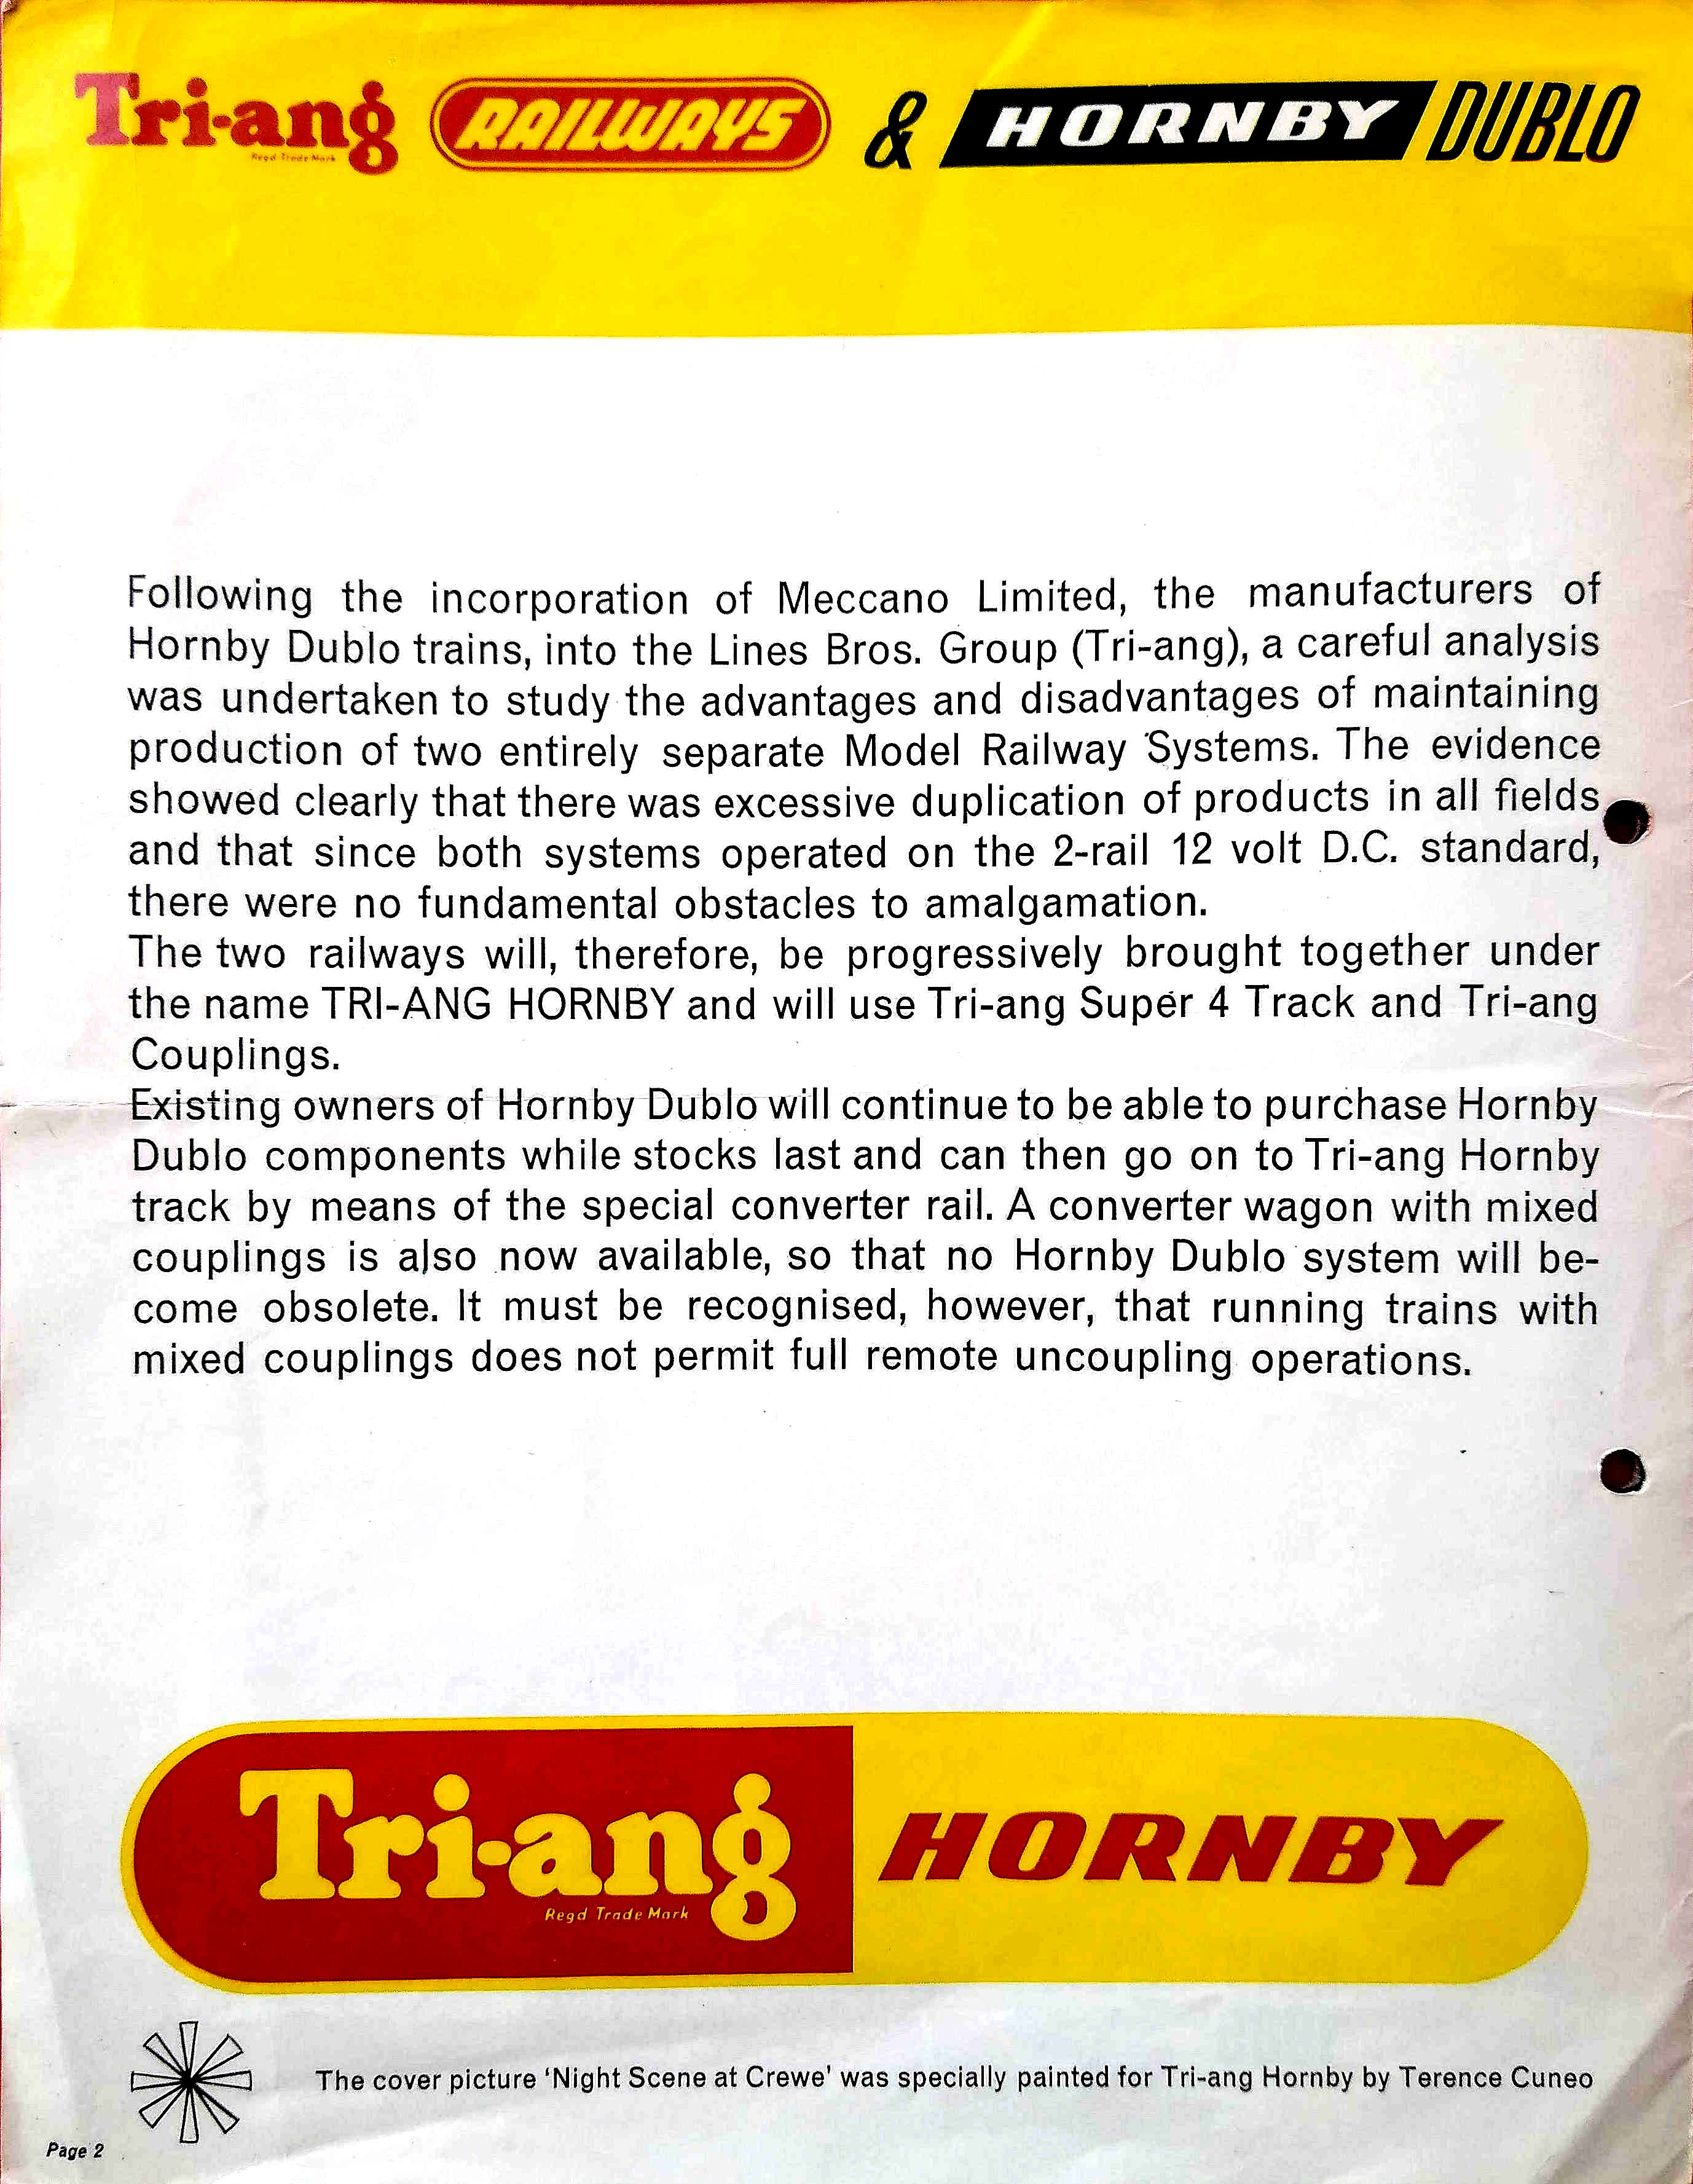 Tri-ang RAILWAYS & HORNBY DUBLO
Regd Trade Mark
Following the incorporation of Meccano Limited, the manufacturers of
Hornby Dublo trains, into the Lines Bros. Group (Tri-ang), a careful analysis
was undertaken to study the advantages and disadvantages of maintaining
production of two entirely separate Model Railway Systems. The evidence
showed clearly that there was excessive duplication of products in all fields
and that since both systems operated on the 2-rail 12 volt D.C. standard,
there were no fundamental obstacles to amalgamation.
The two railways will, therefore, be progressively brought together under
the name TRI-ANG HORNBY and will use Tri-ang Super 4 Track and Tri-ang
Couplings.
Existing owners of Hornby Dublo will continue to be able to purchase Hornby
Dublo components while stocks last and can then go on to Tri-ang Hornby
track by means of the special converter rail. A converter wagon with mixed
couplings is also now available, so that no Hornby Dublo system will be-
come obsolete. It must be recognised, however, that running trains with
mixed couplings does not permit full remote uncoupling operations.
Tri-ang HORNBY
Regd Trade Mark
The cover picture 'Night Scene at Crewe' was specially painted for Tri-ang Hornby by Terence Cuneo
Page 2